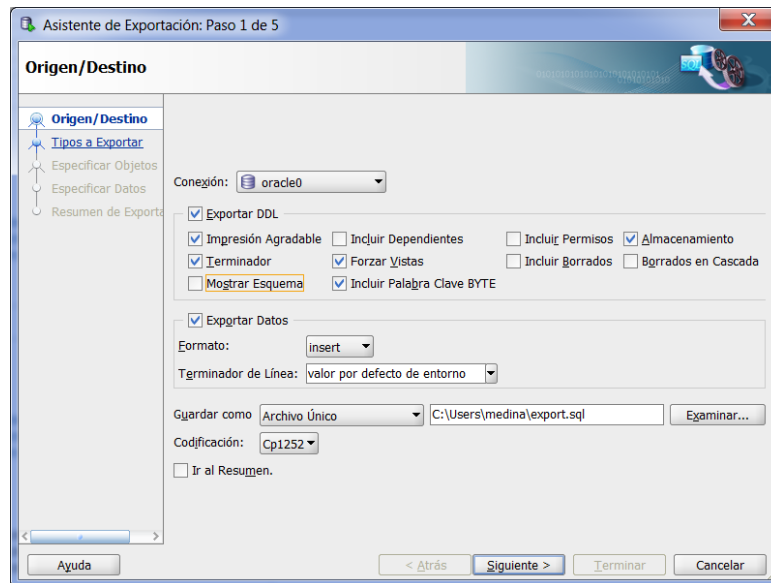 Asistente de Exportación: Paso 1 de 5
Origen/Destino
SQL
Origen/Destino
Tipos a Exportar
Especificar Objetos
Especificar Datos
Resumen de Exporta
Conexión: oracle0
Exportar DDL
Impresión Agradable Incluir Dependientes Incluir Permisos Almacenamiento
Terminador Forzar Vistas Incluir Borrados Borrados en Cascada
Mostrar Esquema Incluir Palabra Clave BYTE
Exportar Datos
Formato: insert
Terminador de Línea: valor por defecto de entorno
Guardar como Archivo Único C:\Users\medina\export.sql Examinar...
Codificación: Cp1252
Ir al Resumen.
Ayuda < Atrás Siguiente > Terminar Cancelar